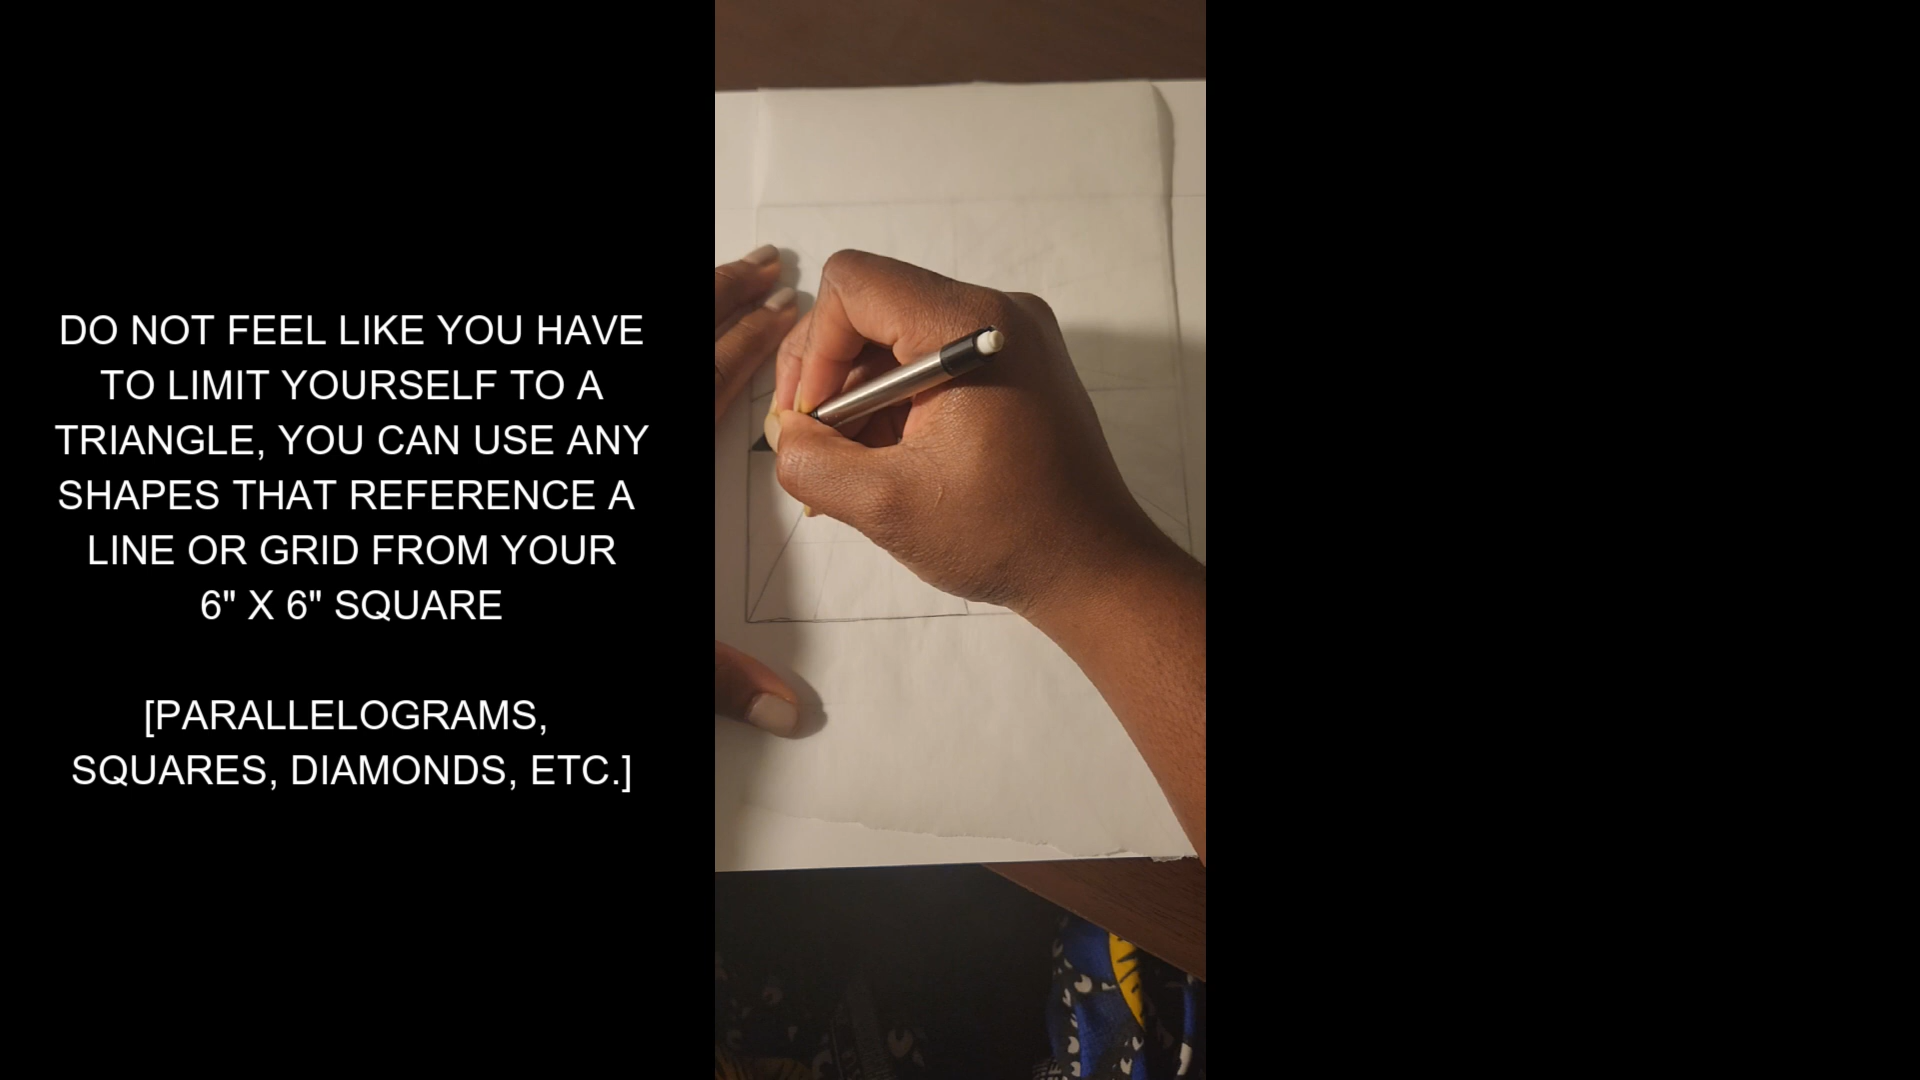 DO NOT FEEL LIKE YOU HAVE
TO LIMIT YOURSELF TO A
TRIANGLE, YOU CAN USE ANY
SHAPES THAT REFERENCE A
LINE OR GRID FROM YOUR
6" X 6" SQUARE
[PARALLELOGRAMS,
SQUARES, DIAMONDS, ETC.]